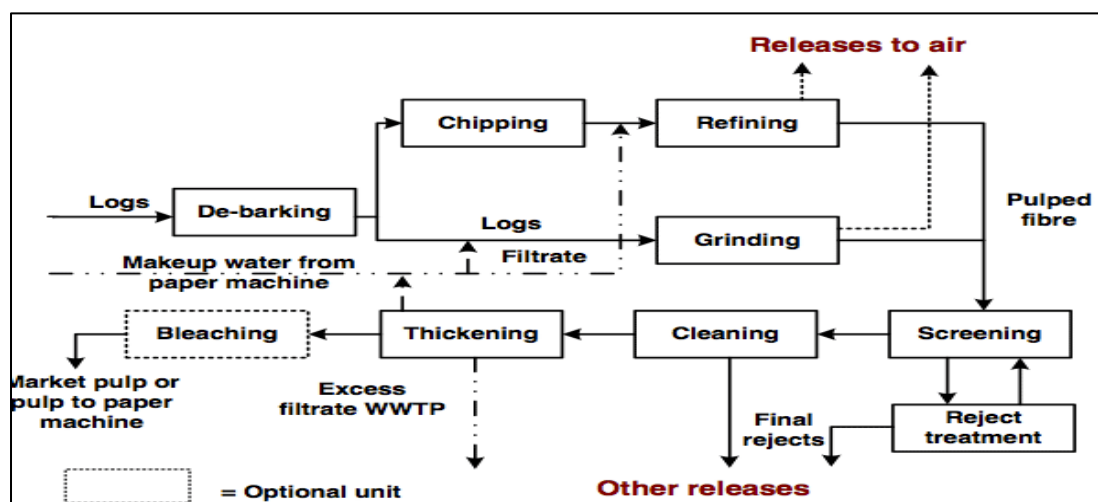 Releases to air
Chipping
Refining
Logs
De-barking
Logs
Grinding
Pulped
fibre
Filtrate
Makeup water from
paper machine
Bleaching
Thickening
Cleaning
Screening
Market pulp or
pulp to paper
machine
Excess
filtrate WWTP
Final
rejects
Reject
treatment
= Optional unit
Other releases